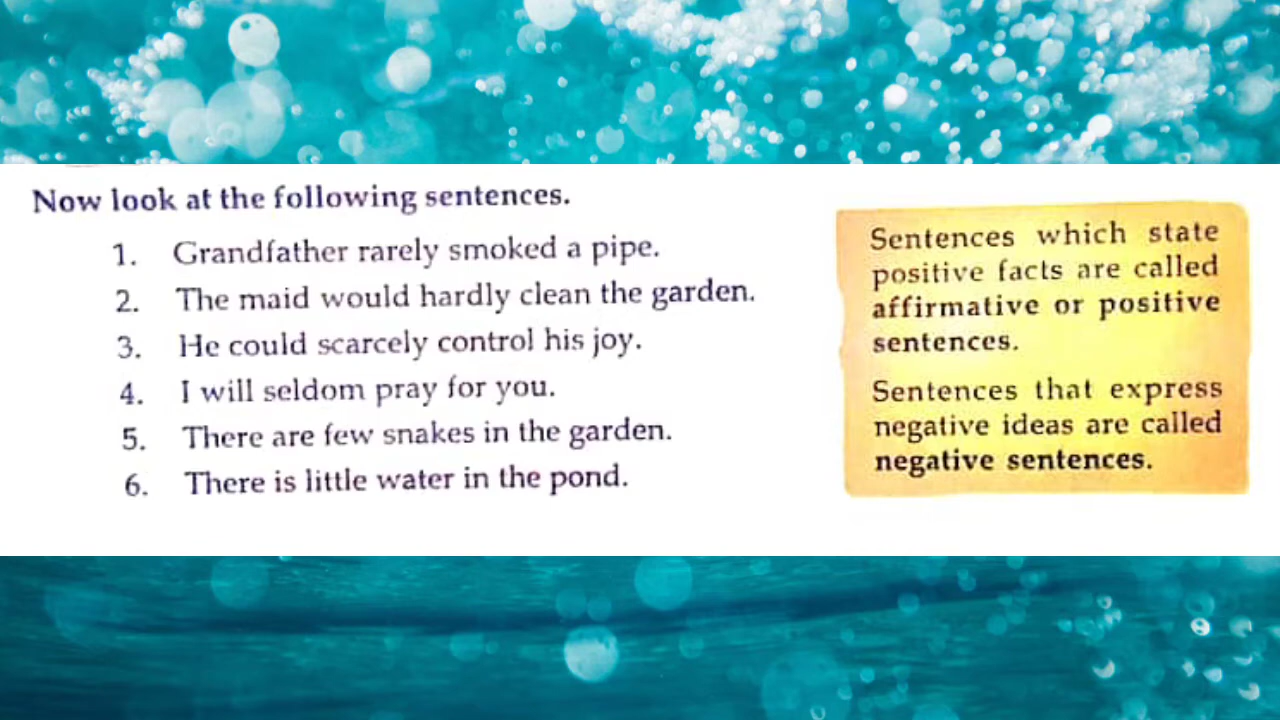 Now look at the following sentences.
1. Grandfather rarely smoked a pipe.
2. The maid would hardly clean the garden.
3. He could scarcely control his joy.
4. I will seldom pray for you.
5. There are few snakes in the garden.
6. There is little water in the pond.
Sentences which state
positive facts are called
affirmative or positive
sentences.
Sentences that express
negative ideas are called
negative sentences.